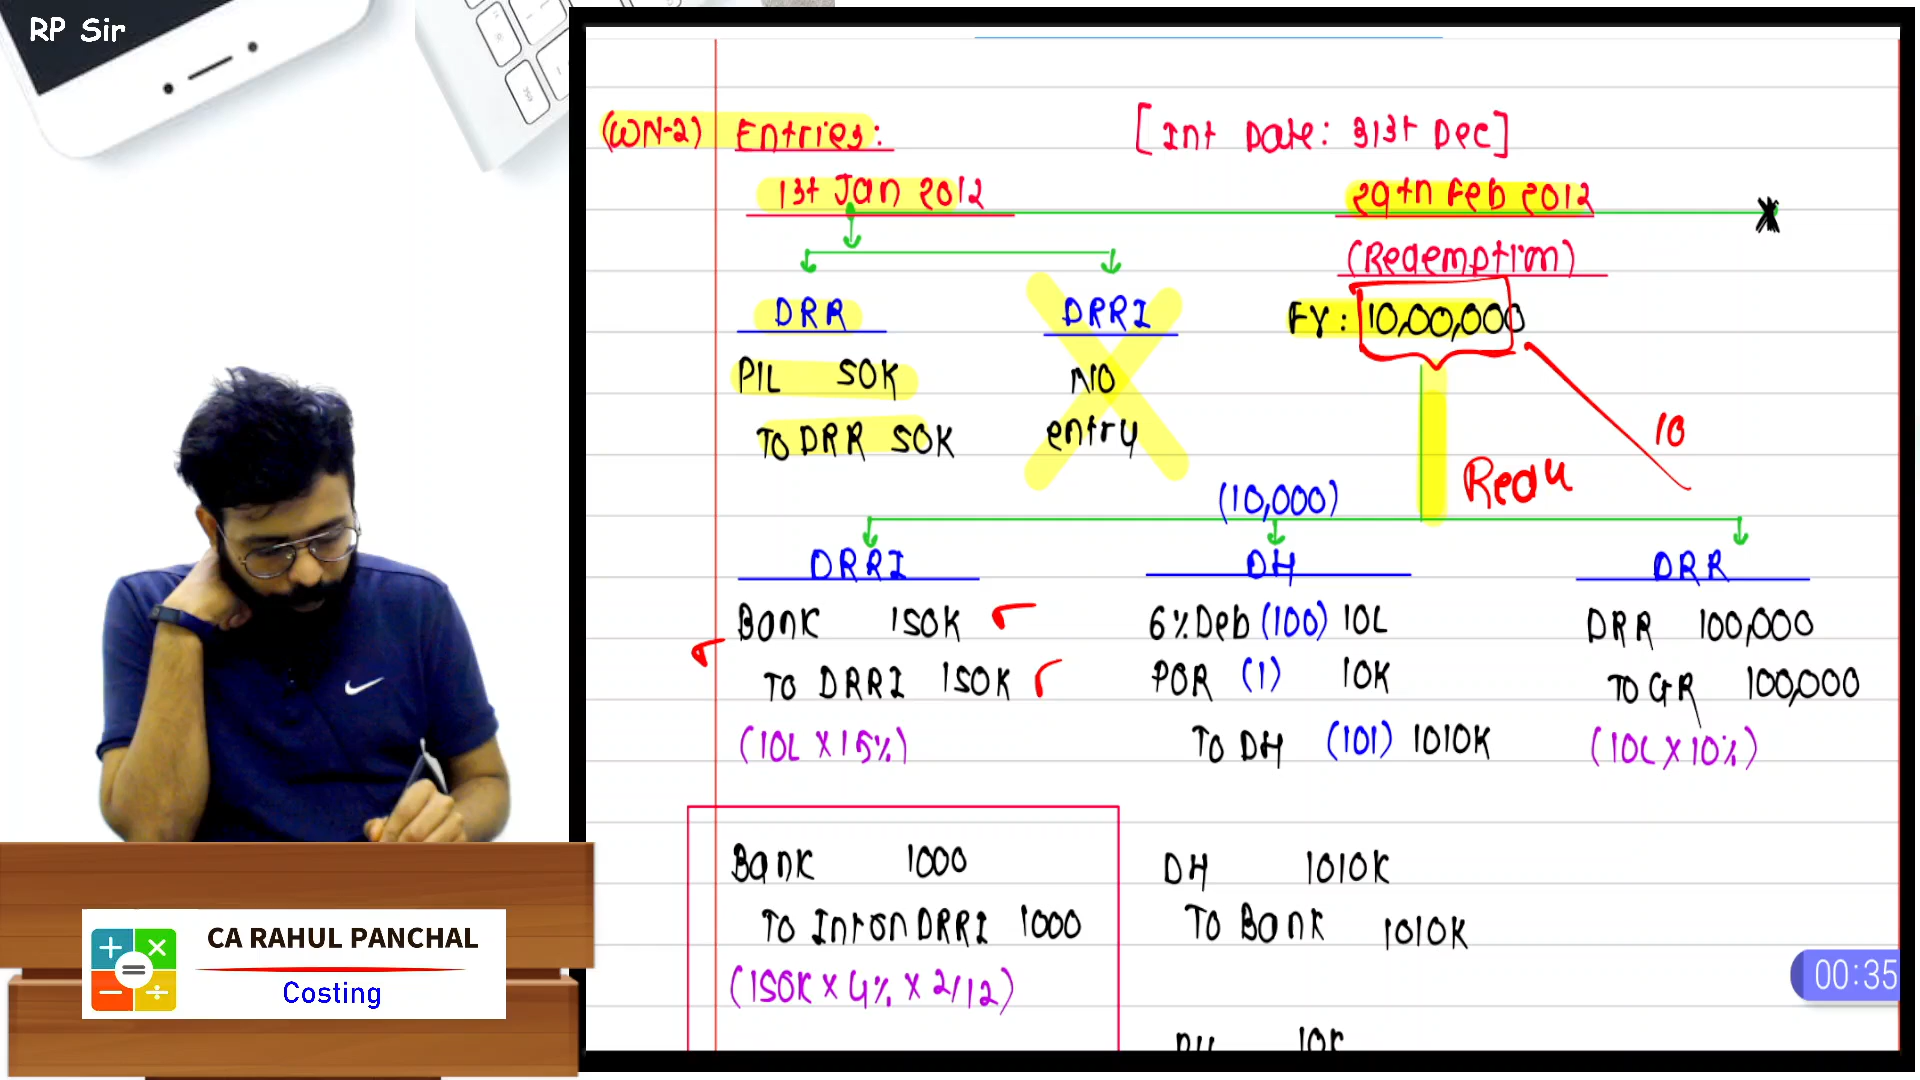 RP Sir
(WN-2) Entries:
[Int Date: 31st Dec]
1st Jan 2012
29th Feb 2012
(Redemption)
DRR
DRRI
FV: 10,00,000
P/L 50K
NO
To DRR 50K
entry
10
(10,000)
DRRI
DH
DRR
Bank 150K
6% Deb (100) 10L
DRR 100,000
To DRRI 150K
POR (1) 10K
To GR 100,000
(10L X 15%)
To DH (101) 1010K
(10L X 10%)
Bank 1000
DH 1010K
To Int on DRRI 1000
To Bank 1010K
(150K x 4% x 2/12)
CA RAHUL PANCHAL
Costing
00:35